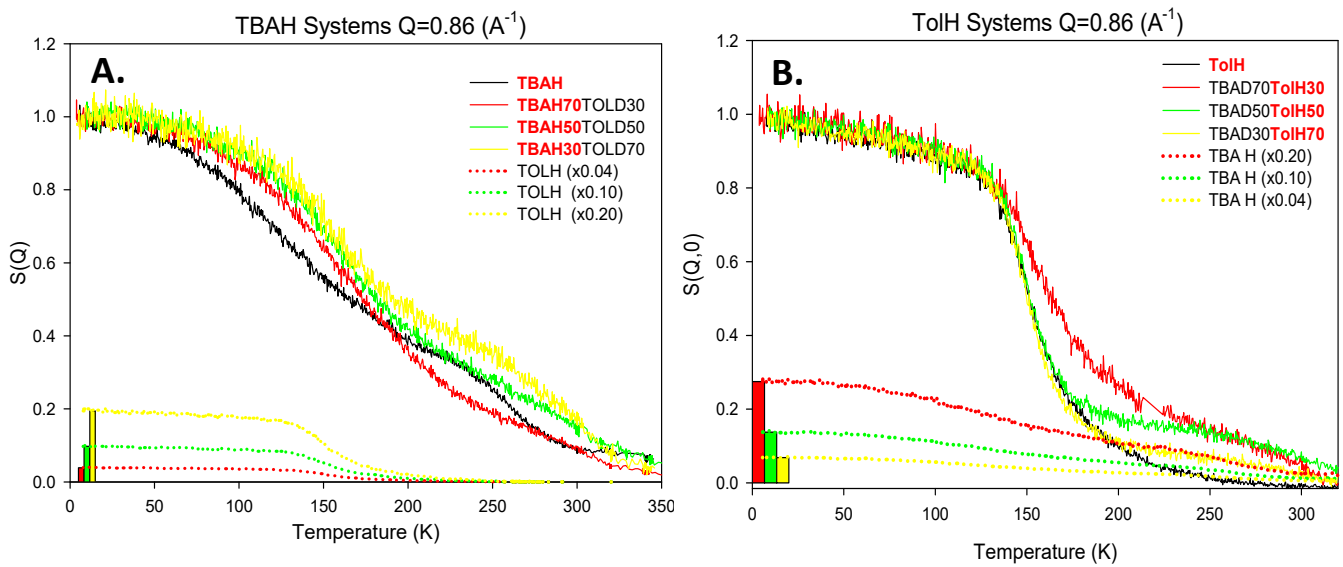 TBAH Systems Q=0.86 (A⁻¹)
A.
TBAH
TBAH70TOLD30
TBAH50TOLD50
TBAH30TOLD70
TOLH (x0.04)
TOLH (x0.10)
TOLH (x0.20)
S(Q)
1.2
1.0
0.8
0.6
0.4
0.2
0.0
0 50 100 150 200 250 300 350
Temperature (K)
TolH Systems Q=0.86 (A⁻¹)
B.
TolH
TBAD70TolH30
TBAD50TolH50
TBAD30TolH70
TBA H (x0.20)
TBA H (x0.10)
TBA H (x0.04)
S(Q,0)
1.2
1.0
0.8
0.6
0.4
0.2
0.0
0 50 100 150 200 250 300
Temperature (K)